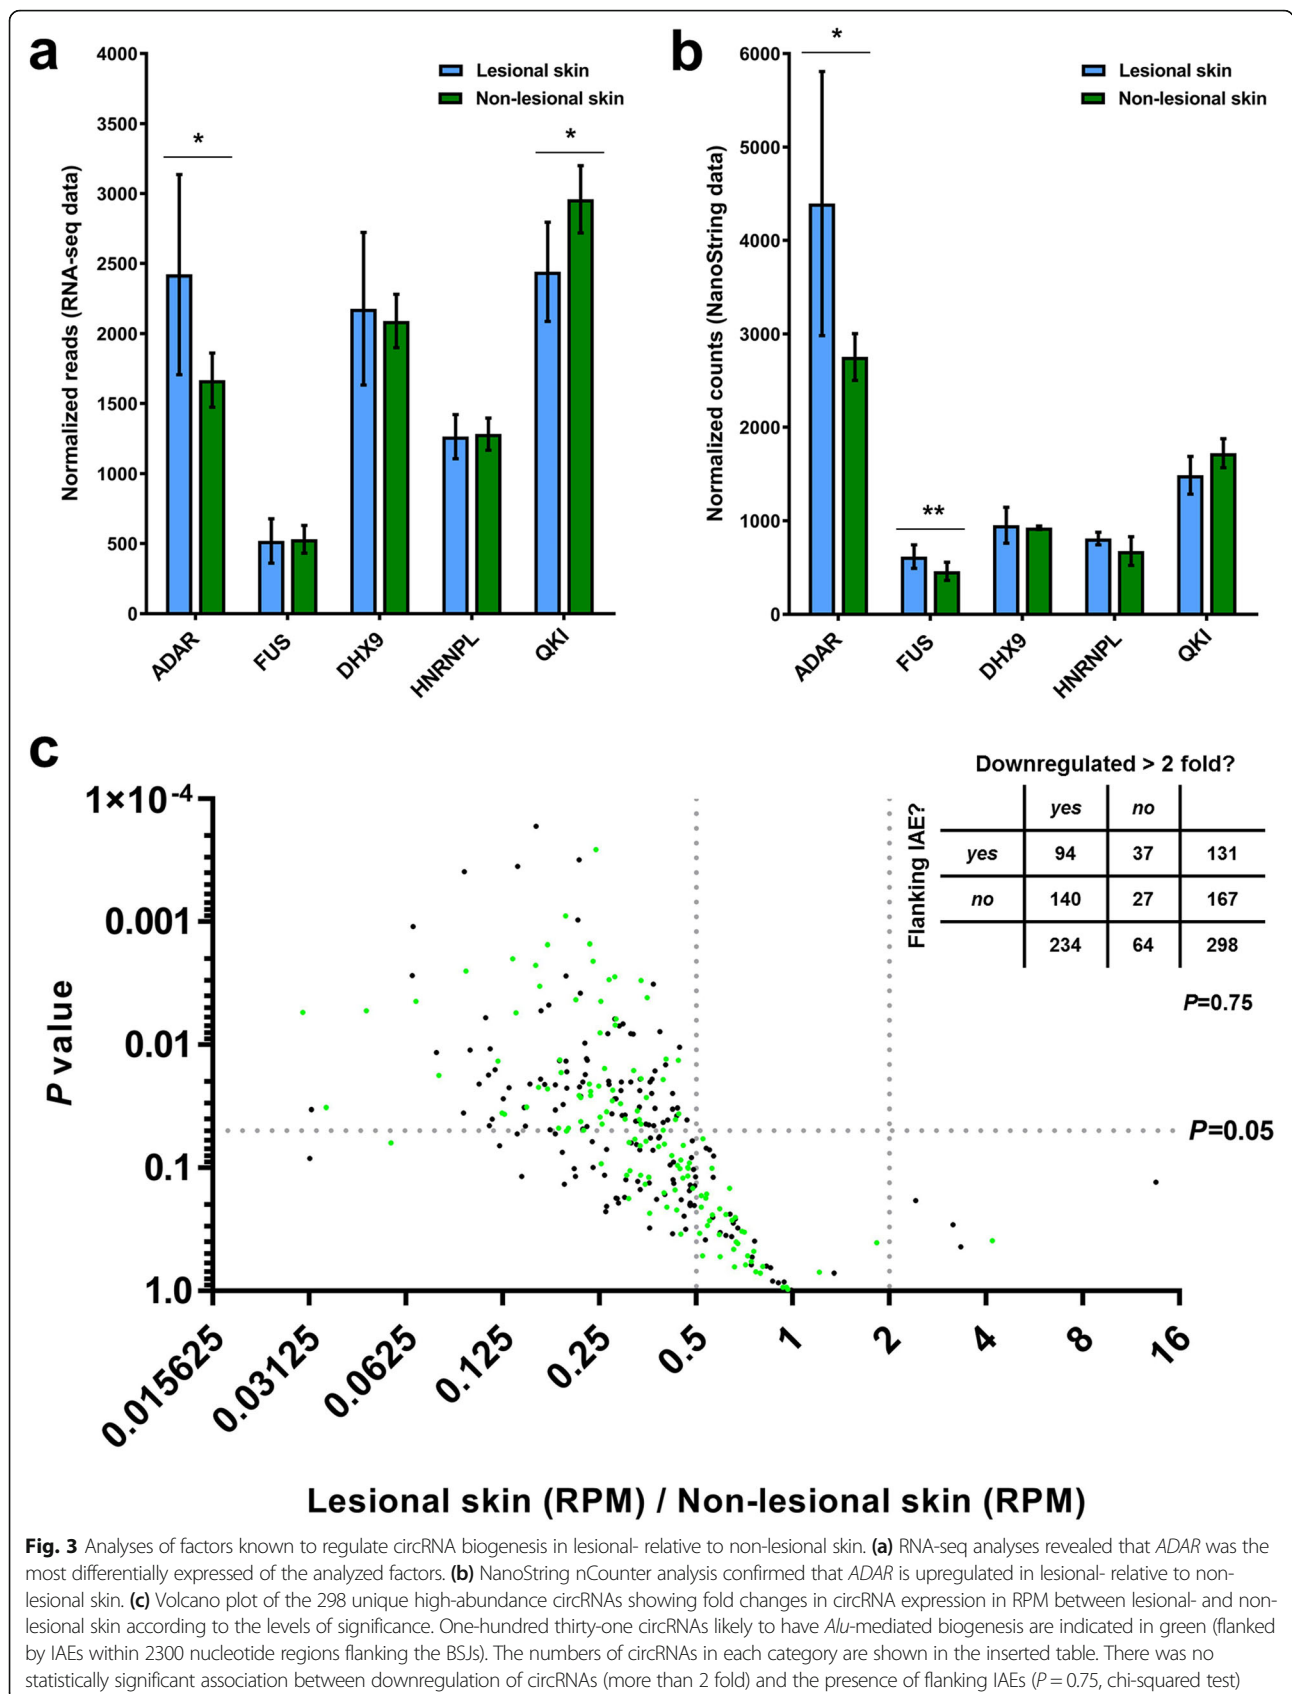 a
4000
3500
3000
2500
2000
1500
1000
500
0
Normalized reads (RNA-seq data)
Lesional skin
Non-lesional skin
*
*
ADAR
FUS
DHX9
HNRNPL
QKI
b
6000
5000
4000
3000
2000
1000
0
Normalized counts (NanoString data)
*
Lesional skin
Non-lesional skin
**
ADAR
FUS
DHX9
HNRNPL
QKI
c
1×10-4
0.001
0.01
0.1
1.0
P value
Downregulated > 2 fold?
Flanking IAE?
yes no
yes 94 37 131
no 140 27 167
234 64 298
P=0.75
P=0.05
0.015625
0.03125
0.0625
0.125
0.25
0.5
1
2
4
8
16
Lesional skin (RPM) / Non-lesional skin (RPM)
Fig. 3 Analyses of factors known to regulate circRNA biogenesis in lesional- relative to non-lesional skin. (a) RNA-seq analyses revealed that ADAR was the
most differentially expressed of the analyzed factors. (b) NanoString nCounter analysis confirmed that ADAR is upregulated in lesional- relative to non-
lesional skin. (c) Volcano plot of the 298 unique high-abundance circRNAs showing fold changes in circRNA expression in RPM between lesional- and non-
lesional skin according to the levels of significance. One-hundred thirty-one circRNAs likely to have Alu-mediated biogenesis are indicated in green (flanked
by IAEs within 2300 nucleotide regions flanking the BSJs). The numbers of circRNAs in each category are shown in the inserted table. There was no
statistically significant association between downregulation of circRNAs (more than 2 fold) and the presence of flanking IAEs (P = 0.75, chi-squared test)